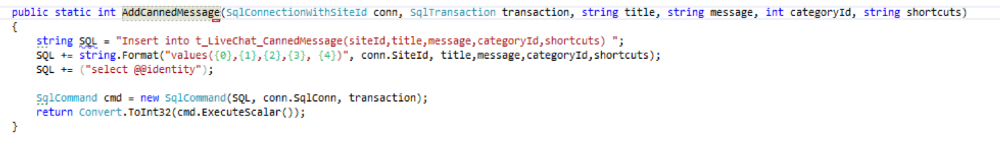 public static int AddCannedMessage(SqlConnectionWithSiteId conn, SqlTransaction transaction, string title, string message, int categoryId, string shortcuts)
{
    string SQL = "Insert into t_LiveChat_CannedMessage(siteId,title,message,categoryId,shortcuts) ";
    SQL += string.Format("values({0},{1},{2},{3}, {4})", conn.SiteId, title,message,categoryId,shortcuts);
    SQL += ("select @@identity");
    SqlCommand cmd = new SqlCommand(SQL, conn.SqlConn, transaction);
    return Convert.ToInt32(cmd.ExecuteScalar());
}